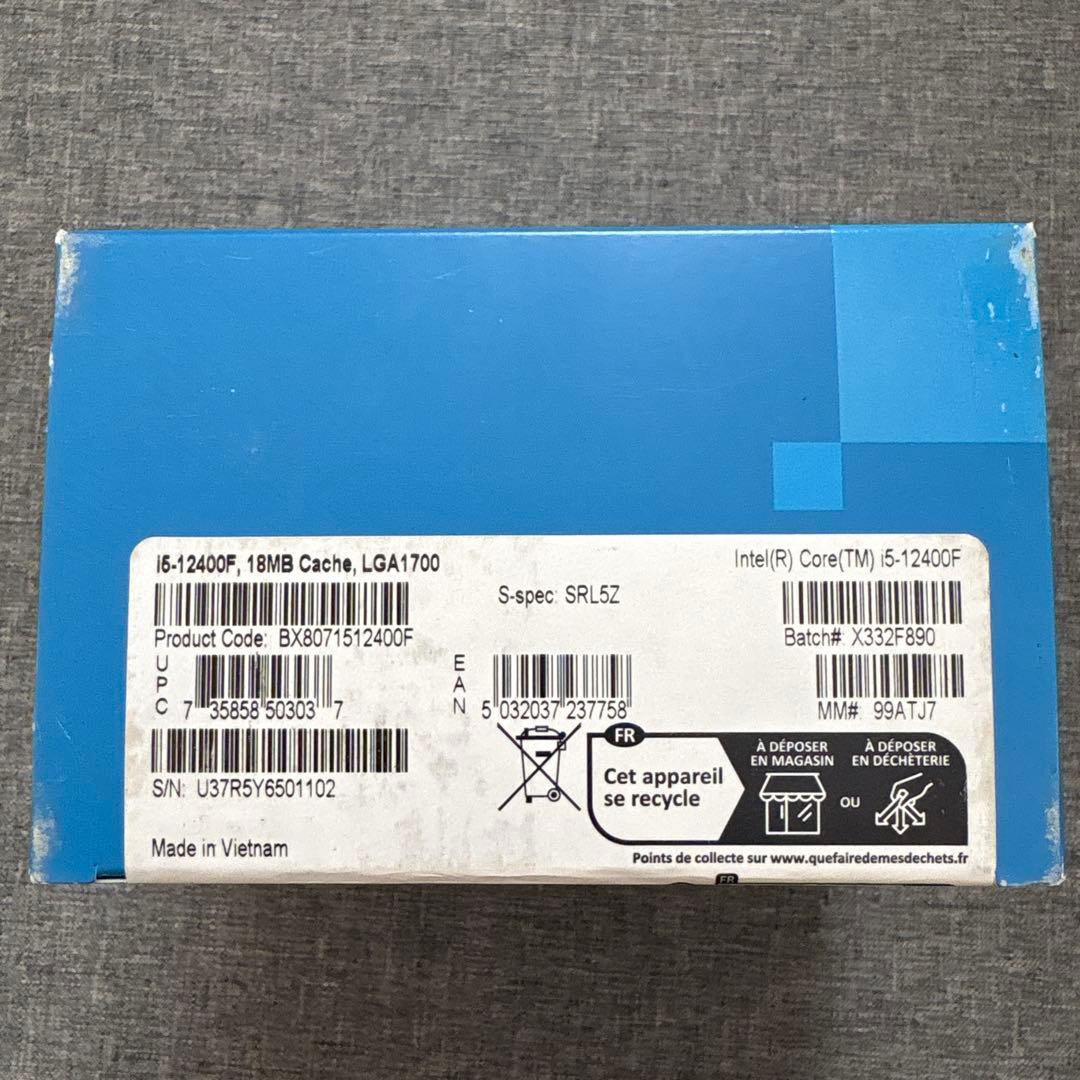 i5-12400F, 18MB Cache, LGA1700
Intel(R) Core(TM) i5-12400F
S-spec: SRL5Z
Product Code: BX8071512400F
Batch#: X332F890
UPC 7 35858 50303 7
EAN 5 032037 237758
MM#: 99ATJ7
S/N: U37R5Y6501102
FR
Cet appareil
se recycle
À DÉPOSER
EN MAGASIN
OU
À DÉPOSER
EN DÉCHÈTERIE
Made in Vietnam
Points de collecte sur www.quefairedemesdechets.fr
FR